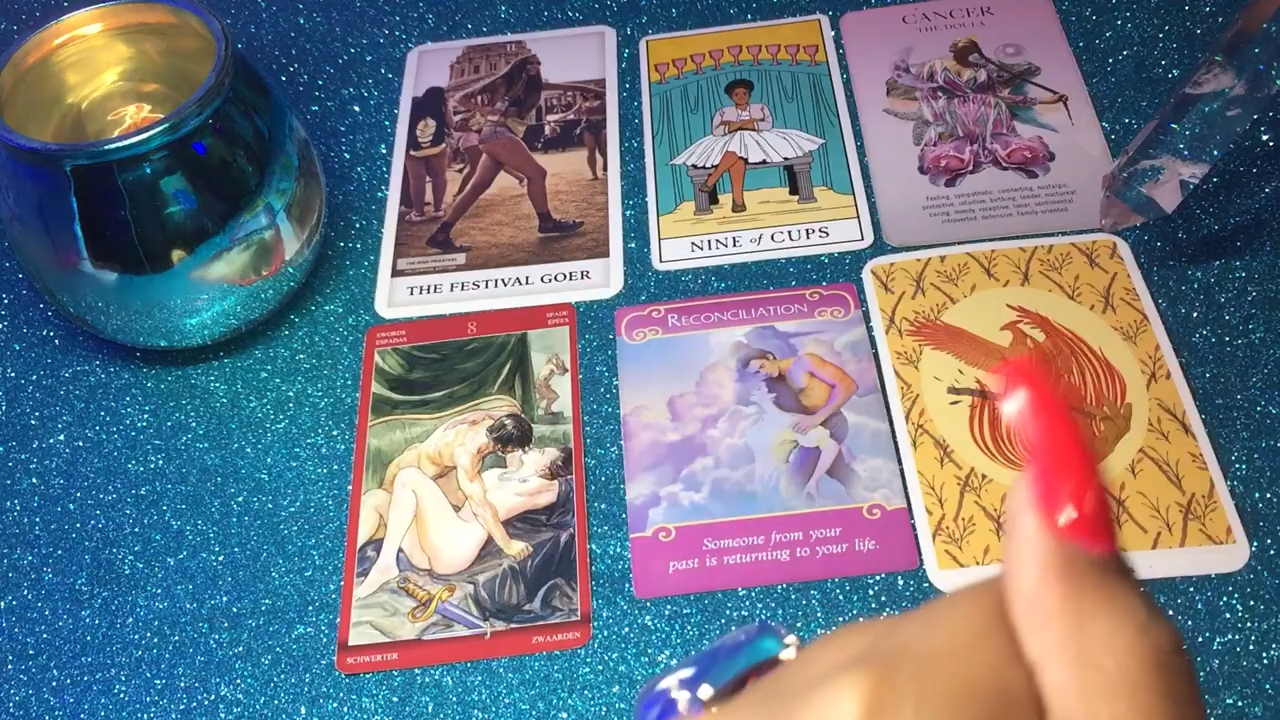 THE FESTIVAL GOER
NINE of CUPS
CANCER
THE DOULA
Feeling, sympathetic, comforting, nostalgic,
protective, intuitive, birthing, tender, nocturnal,
caring, moody, receptive, lunar, sentimental,
introverted, defensive, family-oriented
SWORDS
ESPADAS
8
SPADE
ÉPÉES
SCHWERTER
ZWAARDEN
RECONCILIATION
Someone from your
past is returning to your life.